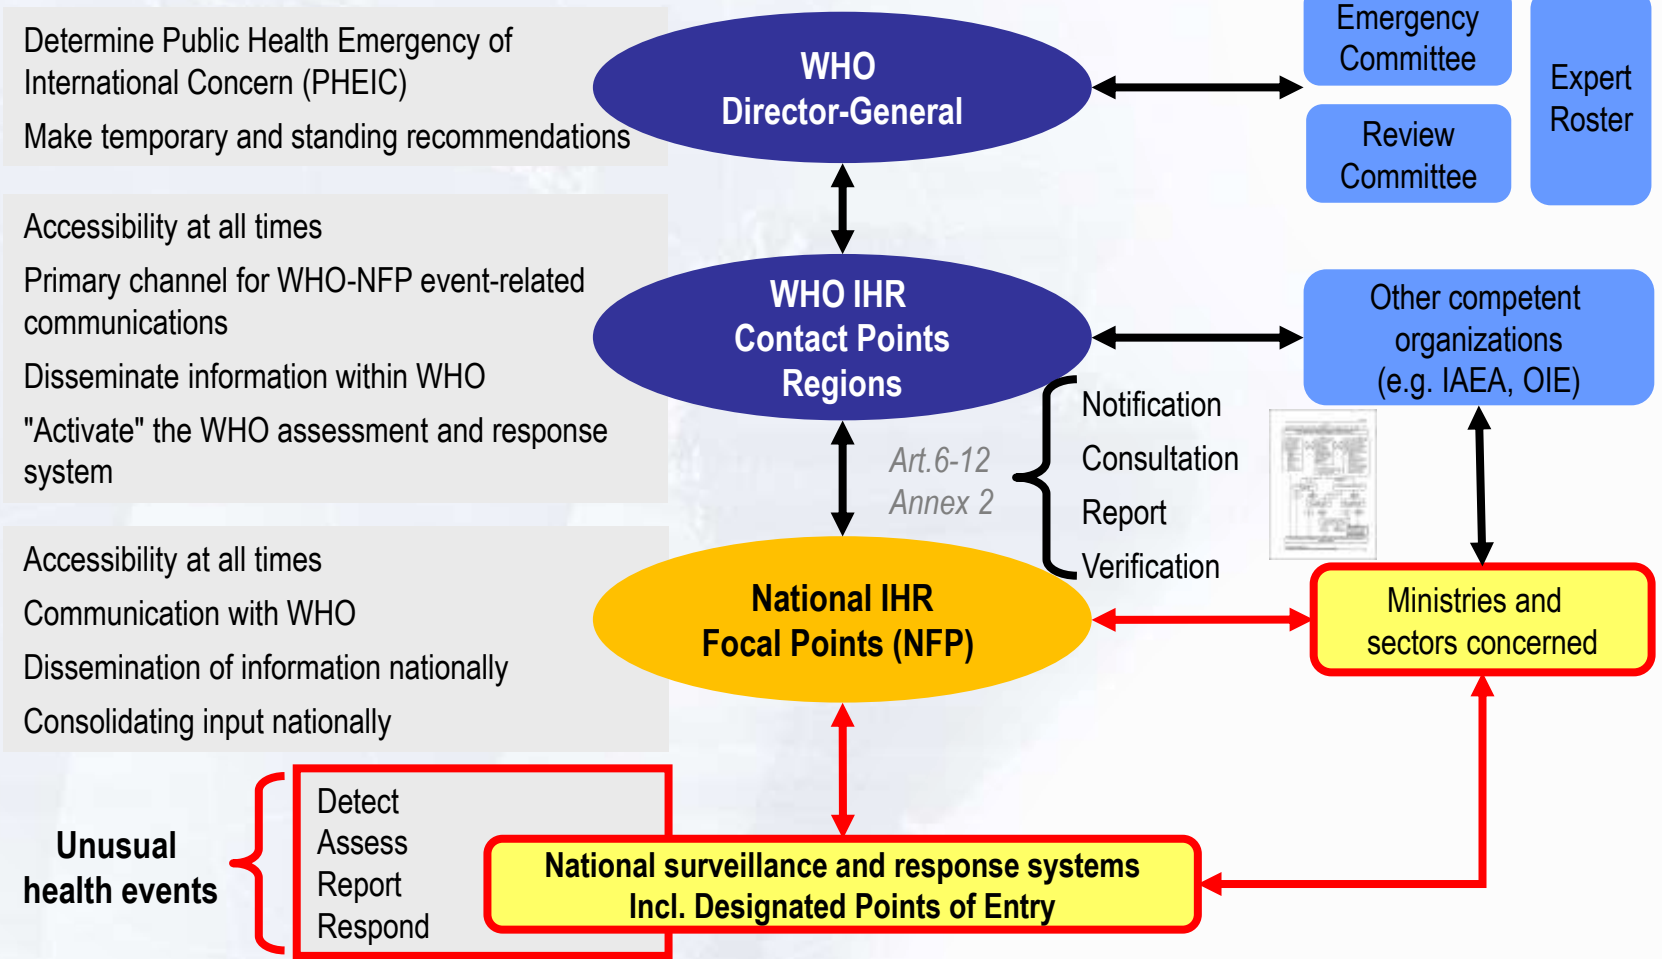 Determine Public Health Emergency of
International Concern (PHEIC)
Make temporary and standing recommendations
WHO
Director-General
Emergency
Committee
Review
Committee
Expert
Roster
Accessibility at all times
Primary channel for WHO-NFP event-related
communications
Disseminate information within WHO
"Activate" the WHO assessment and response
system
WHO IHR
Contact Points
Regions
Other competent
organizations
(e.g. IAEA, OIE)
Art.6-12
Annex 2
Notification
Consultation
Report
Verification
Accessibility at all times
Communication with WHO
Dissemination of information nationally
Consolidating input nationally
National IHR
Focal Points (NFP)
Ministries and
sectors concerned
Unusual
health events
Detect
Assess
Report
Respond
National surveillance and response systems
Incl. Designated Points of Entry